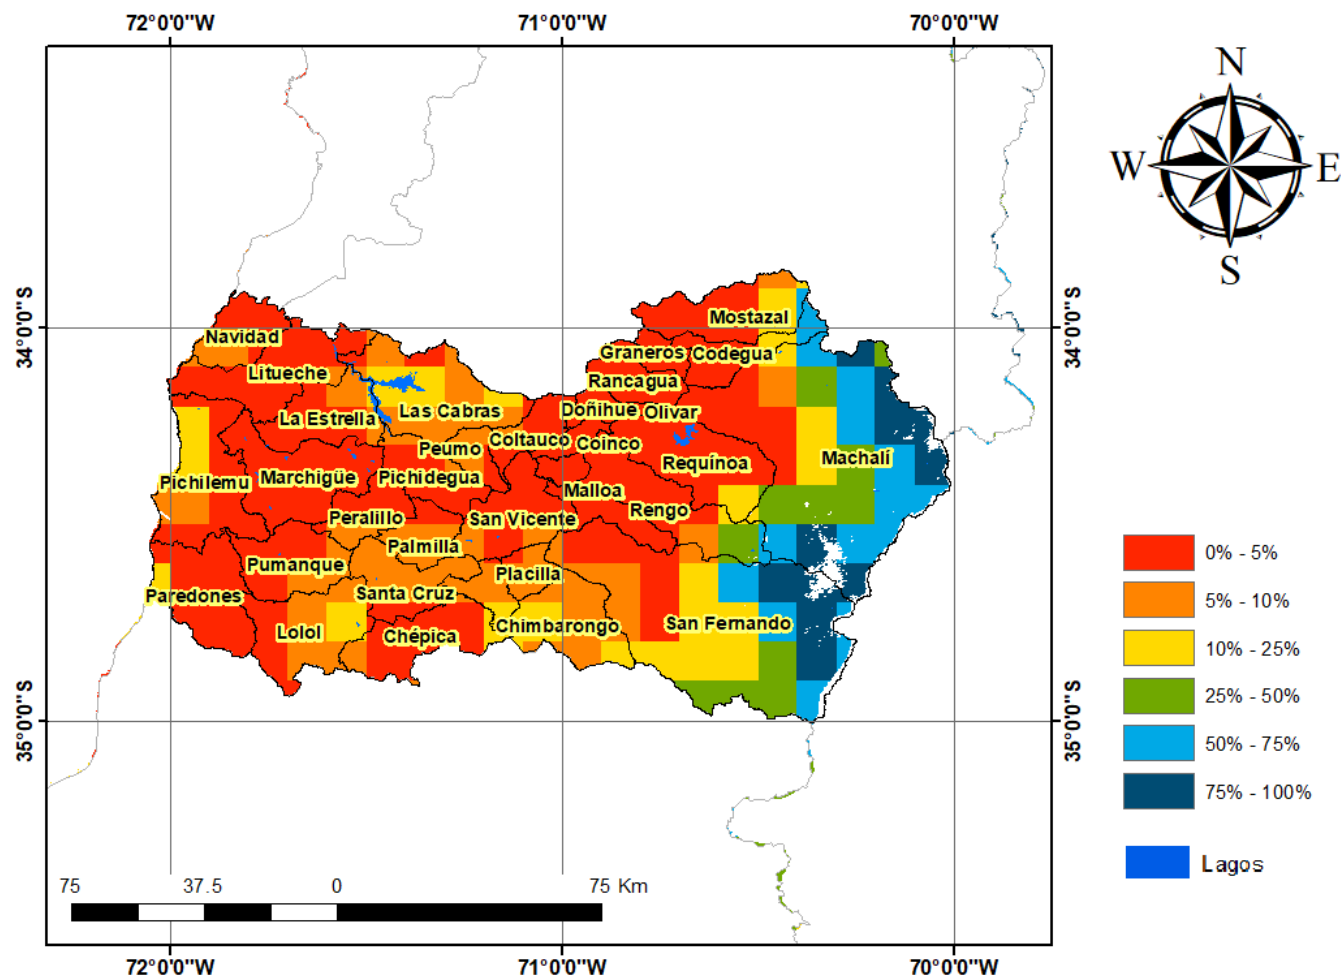 72°0'0"W 71°0'0"W 70°0'0"W
N
W E
S
34°0'0"S 34°0'0"S
Mostazal
Navidad
Graneros Codegua
Litueche
Rancagua
La Estrella Las Cabras Doñihue Olivar
Peumo Coltauco Coinco
Machalí
Requínoa
Pichilemu Marchigüe Pichidegua
Malloa
Rengo
Peralillo San Vicente
Palmilla
Pumanque
Placilla
Paredones Santa Cruz
San Fernando
Lolol Chépica Chimbarongo
35°0'0"S 35°0'0"S
0% - 5%
5% - 10%
10% - 25%
25% - 50%
50% - 75%
75% - 100%
Lagos
75 37.5 0 75 Km
72°0'0"W 71°0'0"W 70°0'0"W